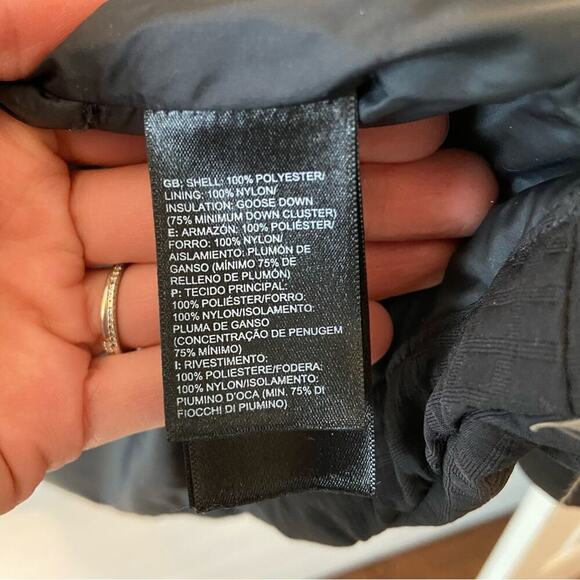 GB: SHELL: 100% POLYESTER/
LINING: 100% NYLON/
INSULATION: GOOSE DOWN
(75% MINIMUM DOWN CLUSTER)
E: ARMAZÓN: 100% POLIÉSTER/
FORRO: 100% NYLON/
AISLAMIENTO: PLUMÓN DE
GANSO (MÍNIMO 75% DE
RELLENO DE PLUMÓN)
P: TECIDO PRINCIPAL:
100% POLIÉSTER/FORRO:
100% NYLON/ISOLAMENTO:
PLUMA DE GANSO
(CONCENTRAÇÃO DE PENUGEM
75% MÍNIMO)
I: RIVESTIMENTO:
100% POLIESTERE/FODERA:
100% NYLON/ISOLAMENTO:
PIUMINO D'OCA (MIN. 75% DI
FIOCCHI DI PIUMINO)